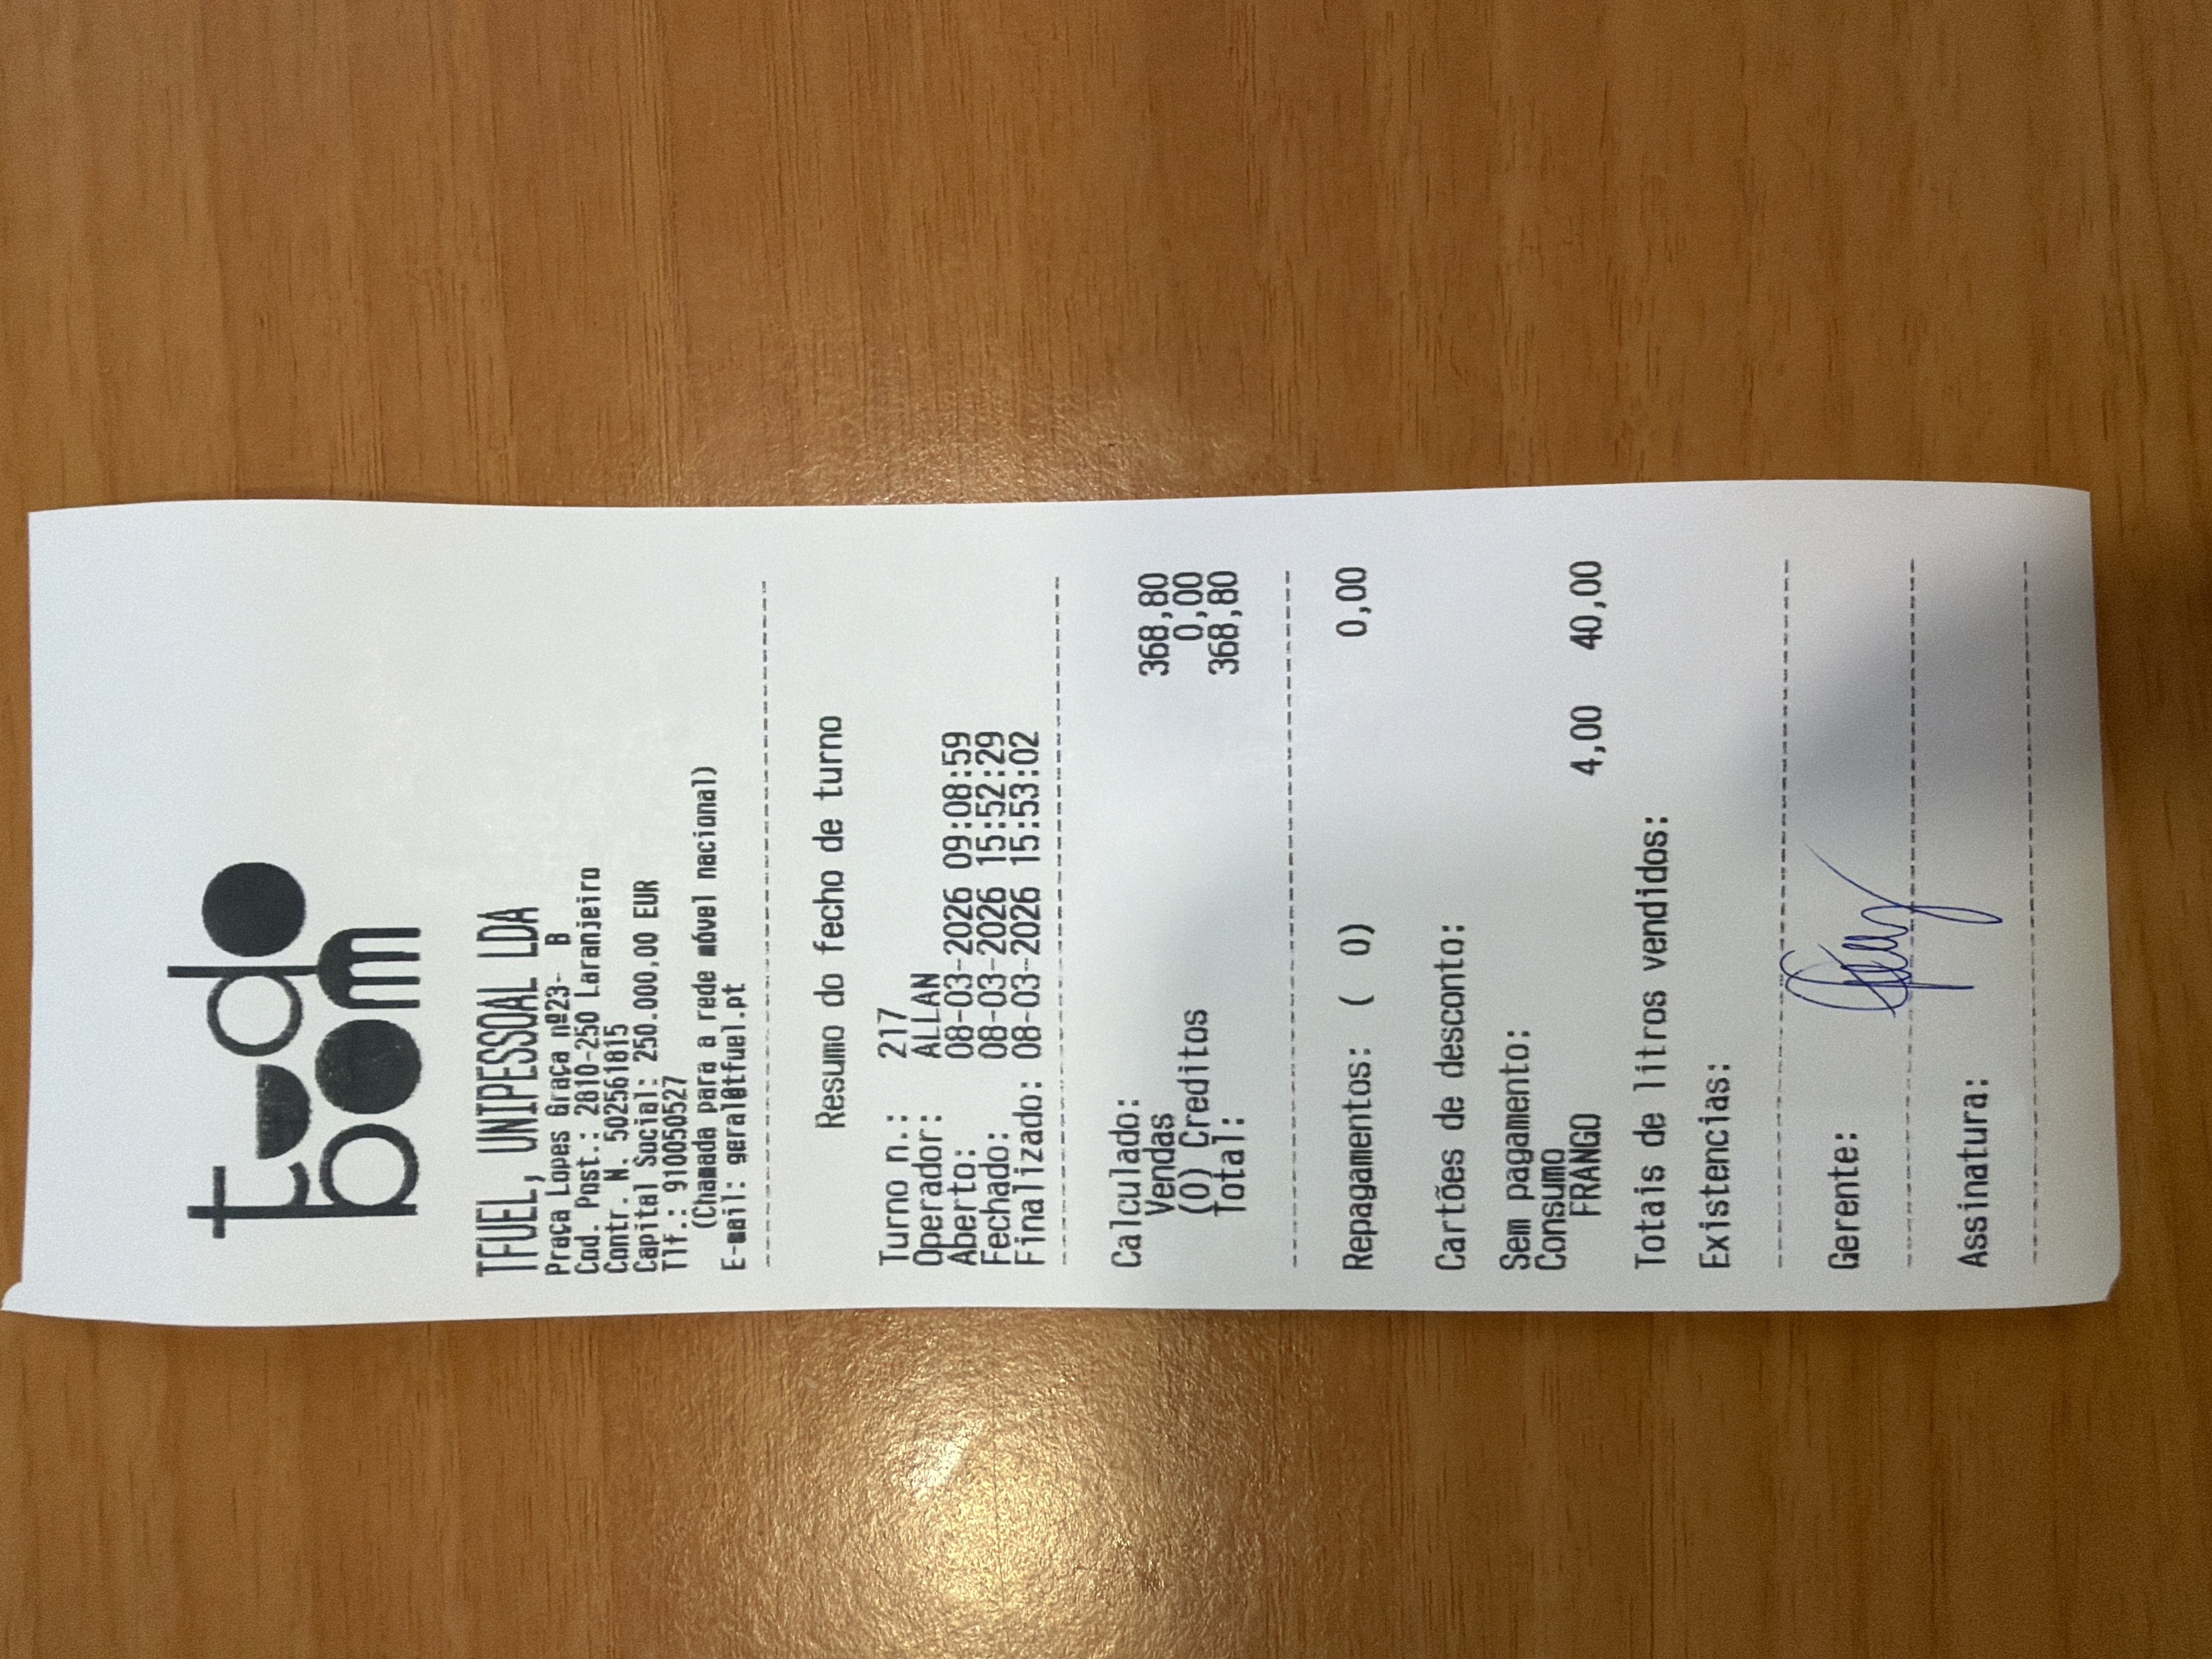 tudo
bom
TFUEL, UNIPESSOAL LDA
Praça Lopes Graça nº23- B
Cod. Post.: 2810-250 Laranjeiro
Contr. N. 502561815
Capital Social: 250.000,00 EUR
Tlf.: 910050527
(Chamada para a rede móvel nacional)
E-mail: geral@tfuel.pt
Resumo do fecho de turno
Turno n.: 217
Operador: ALLAN
Aberto: 08-03-2026 09:08:59
Fechado: 08-03-2026 15:52:29
Finalizado: 08-03-2026 15:53:02
Calculado:
Vendas 368,80
(0) Creditos 0,00
Total: 368,80
Repagamentos: ( 0) 0,00
Cartões de desconto:
Sem pagamento:
Consumo
FRANGO 4,00 40,00
Totais de litros vendidos:
Existencias:
Gerente:
Assinatura: